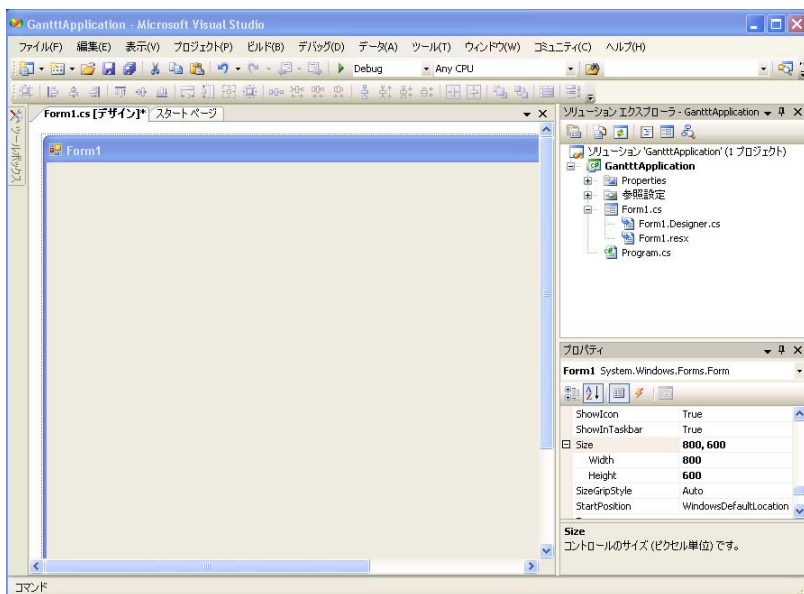 GantttApplication - Microsoft Visual Studio
ファイル(F) 編集(E) 表示(V) プロジェクト(P) ビルド(B) デバッグ(D) データ(A) ツール(T) ウィンドウ(W) コミュニティ(C) ヘルプ(H)
Debug Any CPU
ツールボックス
Form1.cs [デザイン]* スタート ページ
Form1
ソリューション エクスプローラ - GantttApplication
ソリューション 'GantttApplication' (1 プロジェクト)
GantttApplication
Properties
参照設定
Form1.cs
Form1.Designer.cs
Form1.resx
Program.cs
プロパティ
Form1 System.Windows.Forms.Form
ShowIcon True
ShowInTaskbar True
Size 800, 600
Width 800
Height 600
SizeGripStyle Auto
StartPosition WindowsDefaultLocation
Size
コントロールのサイズ (ピクセル単位) です。
コマンド